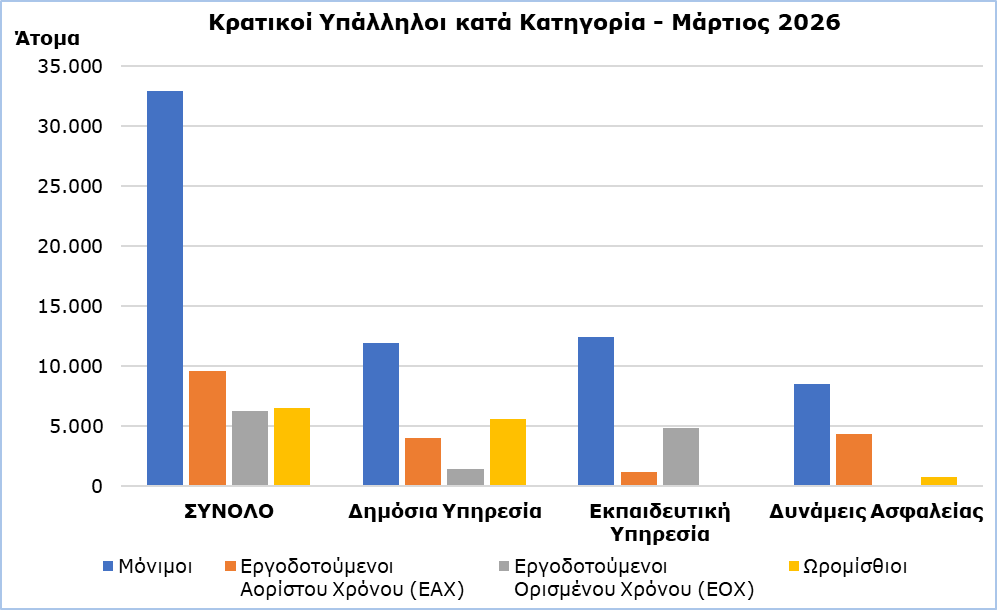 Κρατικοί Υπάλληλοι κατά Κατηγορία - Μάρτιος 2026
Άτομα
35.000
30.000
25.000
20.000
15.000
10.000
5.000
0
ΣΥΝΟΛΟ
Δημόσια Υπηρεσία
Εκπαιδευτική
Υπηρεσία
Δυνάμεις Ασφαλείας
Μόνιμοι
Εργοδοτούμενοι
Αορίστου Χρόνου (ΕΑΧ)
Εργοδοτούμενοι
Ορισμένου Χρόνου (ΕΟΧ)
Ωρομίσθιοι